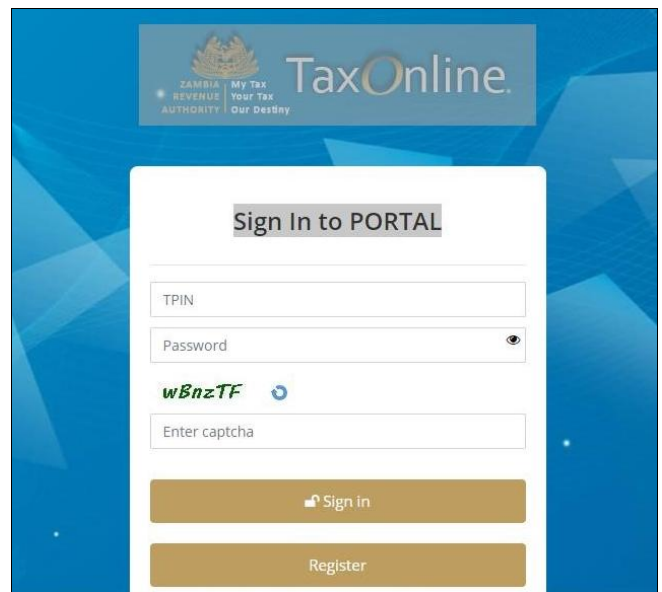 ZAMBIA
REVENUE
AUTHORITY
My Tax
Your Tax
Our Destiny
TaxOnline.
Sign In to PORTAL
TPIN
Password
wBnzTF
Enter captcha
Sign in
Register